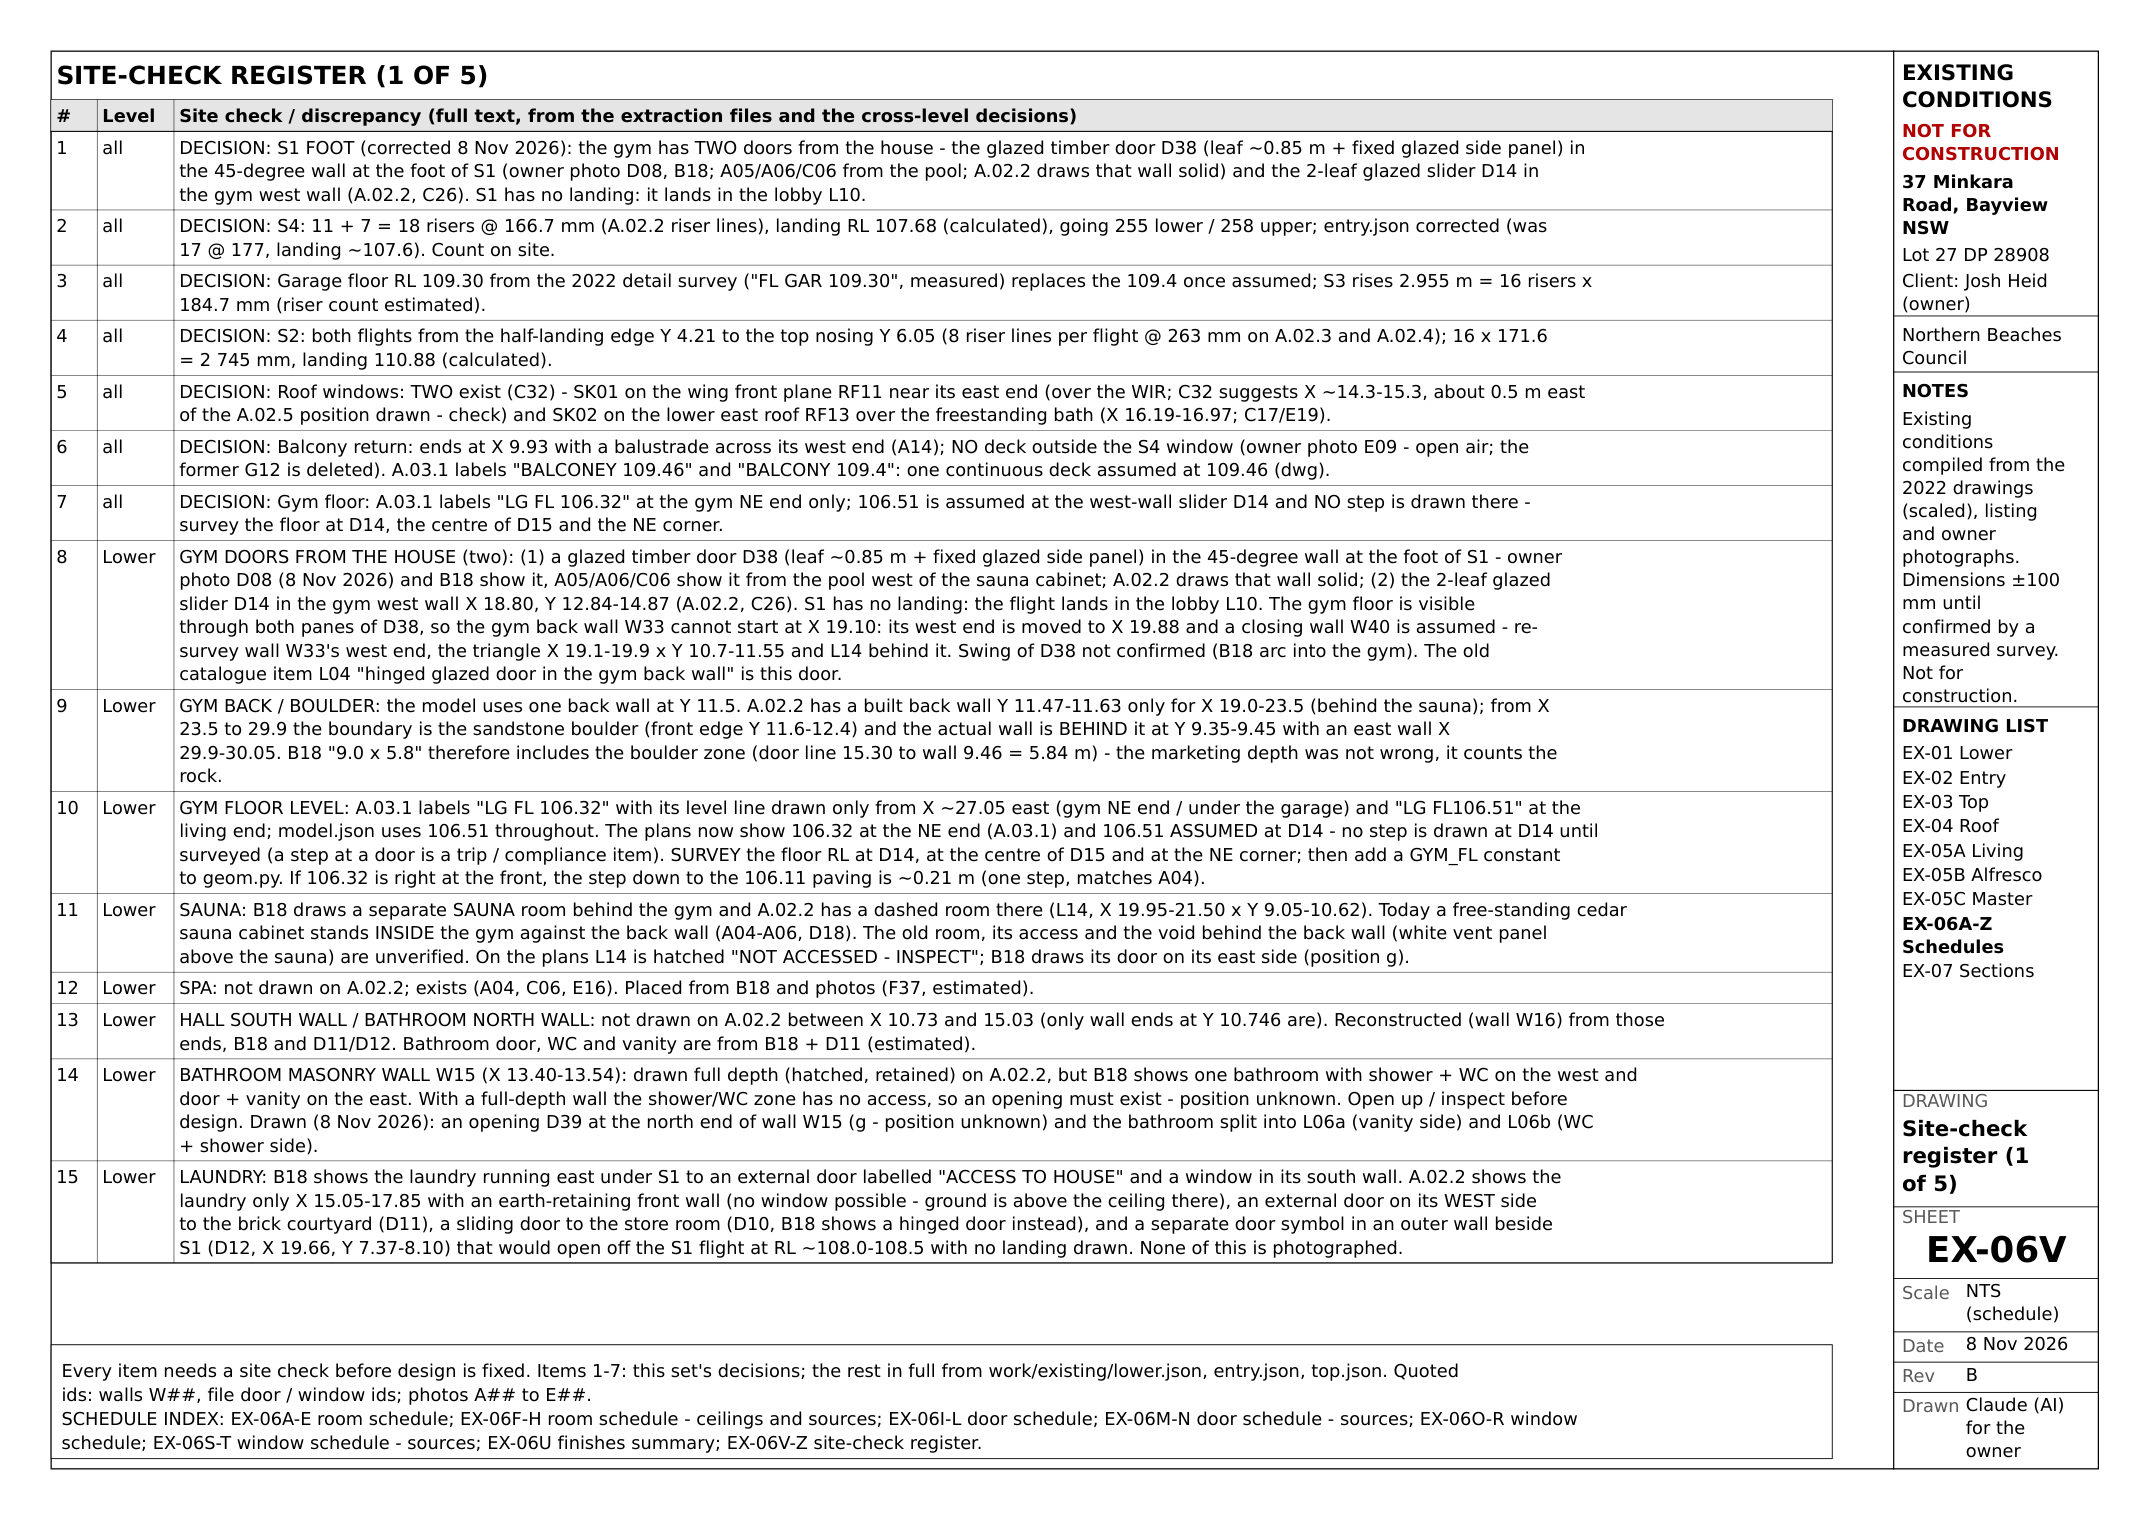 SITE-CHECK REGISTER (1 OF 5)
# Level Site check / discrepancy (full text, from the extraction files and the cross-level decisions)
1 all DECISION: S1 FOOT (corrected 8 Nov 2026): the gym has TWO doors from the house - the glazed timber door D38 (leaf ~0.85 m + fixed glazed side panel) in
the 45-degree wall at the foot of S1 (owner photo D08, B18; A05/A06/C06 from the pool; A.02.2 draws that wall solid) and the 2-leaf glazed slider D14 in
the gym west wall (A.02.2, C26). S1 has no landing: it lands in the lobby L10.
2 all DECISION: S4: 11 + 7 = 18 risers @ 166.7 mm (A.02.2 riser lines), landing RL 107.68 (calculated), going 255 lower / 258 upper; entry.json corrected (was
17 @ 177, landing ~107.6). Count on site.
3 all DECISION: Garage floor RL 109.30 from the 2022 detail survey ("FL GAR 109.30", measured) replaces the 109.4 once assumed; S3 rises 2.955 m = 16 risers x
184.7 mm (riser count estimated).
4 all DECISION: S2: both flights from the half-landing edge Y 4.21 to the top nosing Y 6.05 (8 riser lines per flight @ 263 mm on A.02.3 and A.02.4); 16 x 171.6
= 2 745 mm, landing 110.88 (calculated).
5 all DECISION: Roof windows: TWO exist (C32) - SK01 on the wing front plane RF11 near its east end (over the WIR; C32 suggests X ~14.3-15.3, about 0.5 m east
of the A.02.5 position drawn - check) and SK02 on the lower east roof RF13 over the freestanding bath (X 16.19-16.97; C17/E19).
6 all DECISION: Balcony return: ends at X 9.93 with a balustrade across its west end (A14); NO deck outside the S4 window (owner photo E09 - open air; the
former G12 is deleted). A.03.1 labels "BALCONEY 109.46" and "BALCONY 109.4": one continuous deck assumed at 109.46 (dwg).
7 all DECISION: Gym floor: A.03.1 labels "LG FL 106.32" at the gym NE end only; 106.51 is assumed at the west-wall slider D14 and NO step is drawn there -
survey the floor at D14, the centre of D15 and the NE corner.
8 Lower GYM DOORS FROM THE HOUSE (two): (1) a glazed timber door D38 (leaf ~0.85 m + fixed glazed side panel) in the 45-degree wall at the foot of S1 - owner
photo D08 (8 Nov 2026) and B18 show it, A05/A06/C06 show it from the pool west of the sauna cabinet; A.02.2 draws that wall solid; (2) the 2-leaf glazed
slider D14 in the gym west wall X 18.80, Y 12.84-14.87 (A.02.2, C26). S1 has no landing: the flight lands in the lobby L10. The gym floor is visible
through both panes of D38, so the gym back wall W33 cannot start at X 19.10: its west end is moved to X 19.88 and a closing wall W40 is assumed - re-
survey wall W33's west end, the triangle X 19.1-19.9 x Y 10.7-11.55 and L14 behind it. Swing of D38 not confirmed (B18 arc into the gym). The old
catalogue item L04 "hinged glazed door in the gym back wall" is this door.
9 Lower GYM BACK / BOULDER: the model uses one back wall at Y 11.5. A.02.2 has a built back wall Y 11.47-11.63 only for X 19.0-23.5 (behind the sauna); from X
23.5 to 29.9 the boundary is the sandstone boulder (front edge Y 11.6-12.4) and the actual wall is BEHIND it at Y 9.35-9.45 with an east wall X
29.9-30.05. B18 "9.0 x 5.8" therefore includes the boulder zone (door line 15.30 to wall 9.46 = 5.84 m) - the marketing depth was not wrong, it counts the
rock.
10 Lower GYM FLOOR LEVEL: A.03.1 labels "LG FL 106.32" with its level line drawn only from X ~27.05 east (gym NE end / under the garage) and "LG FL106.51" at the
living end; model.json uses 106.51 throughout. The plans now show 106.32 at the NE end (A.03.1) and 106.51 ASSUMED at D14 - no step is drawn at D14 until
surveyed (a step at a door is a trip / compliance item). SURVEY the floor RL at D14, at the centre of D15 and at the NE corner; then add a GYM_FL constant
to geom.py. If 106.32 is right at the front, the step down to the 106.11 paving is ~0.21 m (one step, matches A04).
11 Lower SAUNA: B18 draws a separate SAUNA room behind the gym and A.02.2 has a dashed room there (L14, X 19.95-21.50 x Y 9.05-10.62). Today a free-standing cedar
sauna cabinet stands INSIDE the gym against the back wall (A04-A06, D18). The old room, its access and the void behind the back wall (white vent panel
above the sauna) are unverified. On the plans L14 is hatched "NOT ACCESSED - INSPECT"; B18 draws its door on its east side (position g).
12 Lower SPA: not drawn on A.02.2; exists (A04, C06, E16). Placed from B18 and photos (F37, estimated).
13 Lower HALL SOUTH WALL / BATHROOM NORTH WALL: not drawn on A.02.2 between X 10.73 and 15.03 (only wall ends at Y 10.746 are). Reconstructed (wall W16) from those
ends, B18 and D11/D12. Bathroom door, WC and vanity are from B18 + D11 (estimated).
14 Lower BATHROOM MASONRY WALL W15 (X 13.40-13.54): drawn full depth (hatched, retained) on A.02.2, but B18 shows one bathroom with shower + WC on the west and
door + vanity on the east. With a full-depth wall the shower/WC zone has no access, so an opening must exist - position unknown. Open up / inspect before
design. Drawn (8 Nov 2026): an opening D39 at the north end of wall W15 (g - position unknown) and the bathroom split into L06a (vanity side) and L06b (WC
+ shower side).
15 Lower LAUNDRY: B18 shows the laundry running east under S1 to an external door labelled "ACCESS TO HOUSE" and a window in its south wall. A.02.2 shows the
laundry only X 15.05-17.85 with an earth-retaining front wall (no window possible - ground is above the ceiling there), an external door on its WEST side
to the brick courtyard (D11), a sliding door to the store room (D10, B18 shows a hinged door instead), and a separate door symbol in an outer wall beside
S1 (D12, X 19.66, Y 7.37-8.10) that would open off the S1 flight at RL ~108.0-108.5 with no landing drawn. None of this is photographed.
Every item needs a site check before design is fixed. Items 1-7: this set's decisions; the rest in full from work/existing/lower.json, entry.json, top.json. Quoted
ids: walls W##, file door / window ids; photos A## to E##.
SCHEDULE INDEX: EX-06A-E room schedule; EX-06F-H room schedule - ceilings and sources; EX-06I-L door schedule; EX-06M-N door schedule - sources; EX-06O-R window
schedule; EX-06S-T window schedule - sources; EX-06U finishes summary; EX-06V-Z site-check register.
EXISTING
CONDITIONS
NOT FOR
CONSTRUCTION
37 Minkara
Road, Bayview
NSW
Lot 27 DP 28908
Client: Josh Heid
(owner)
Northern Beaches
Council
NOTES
Existing
conditions
compiled from the
2022 drawings
(scaled), listing
and owner
photographs.
Dimensions ±100
mm until
confirmed by a
measured survey.
Not for
construction.
DRAWING LIST
EX-01 Lower
EX-02 Entry
EX-03 Top
EX-04 Roof
EX-05A Living
EX-05B Alfresco
EX-05C Master
EX-06A-Z
Schedules
EX-07 Sections
DRAWING
Site-check
register (1
of 5)
SHEET
EX-06V
Scale NTS
(schedule)
Date 8 Nov 2026
Rev B
Drawn Claude (AI)
for the
owner